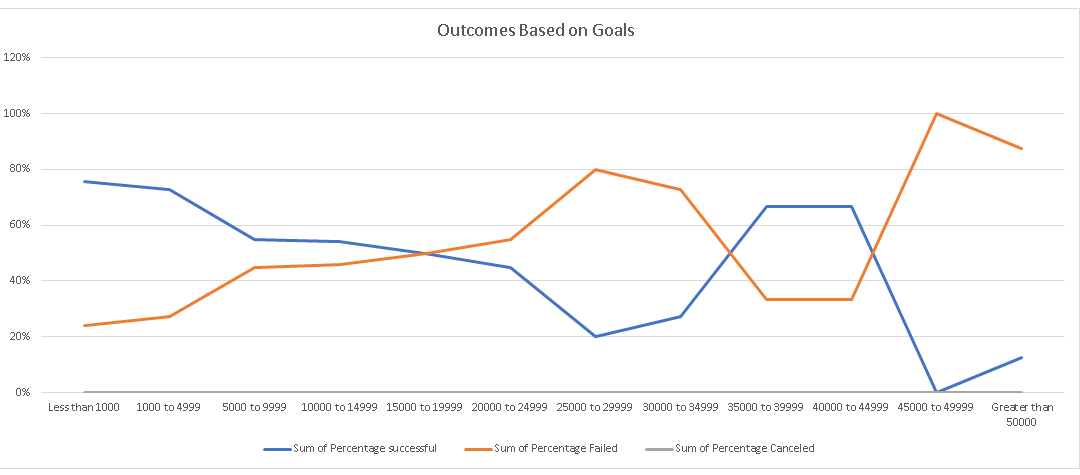 Outcomes Based on Goals
120%
100%
80%
60%
40%
20%
0%
Less than 1000 1000 to 4999 5000 to 9999 10000 to 14999 15000 to 19999 20000 to 24999 25000 to 29999 30000 to 34999 35000 to 39999 40000 to 44999 45000 to 49999 Greater than
50000
Sum of Percentage successful Sum of Percentage Failed Sum of Percentage Canceled